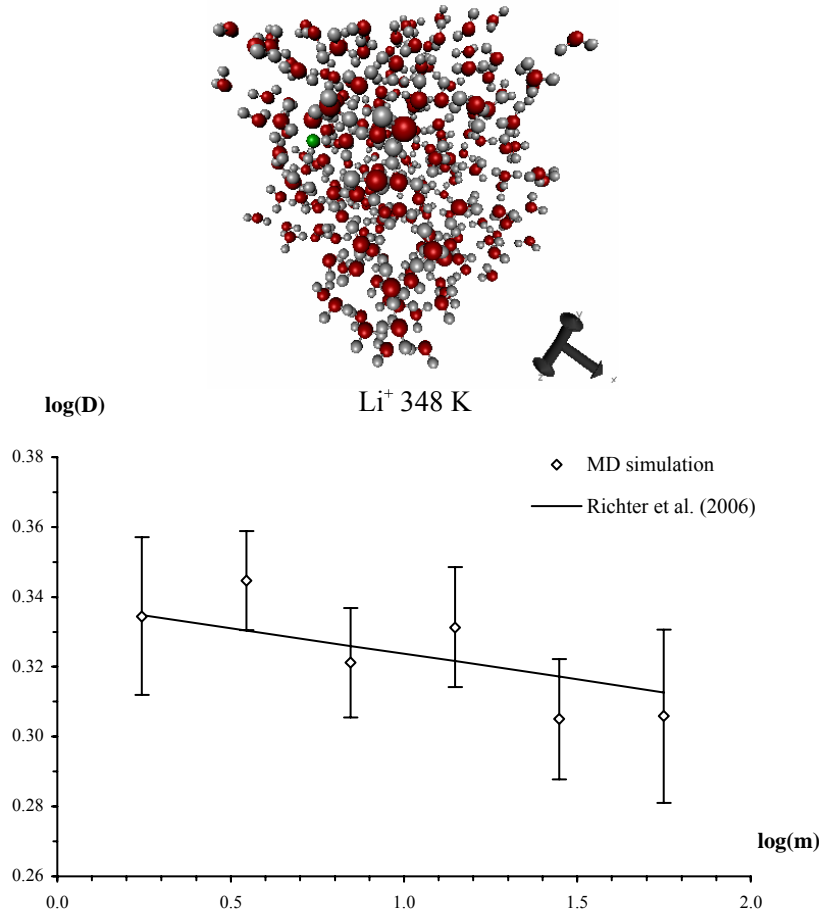 y
z
x
Li⁺ 348 K
log(D)
0.38
0.36
0.34
0.32
0.30
0.28
0.26
MD simulation
Richter et al. (2006)
log(m)
0.0 0.5 1.0 1.5 2.0